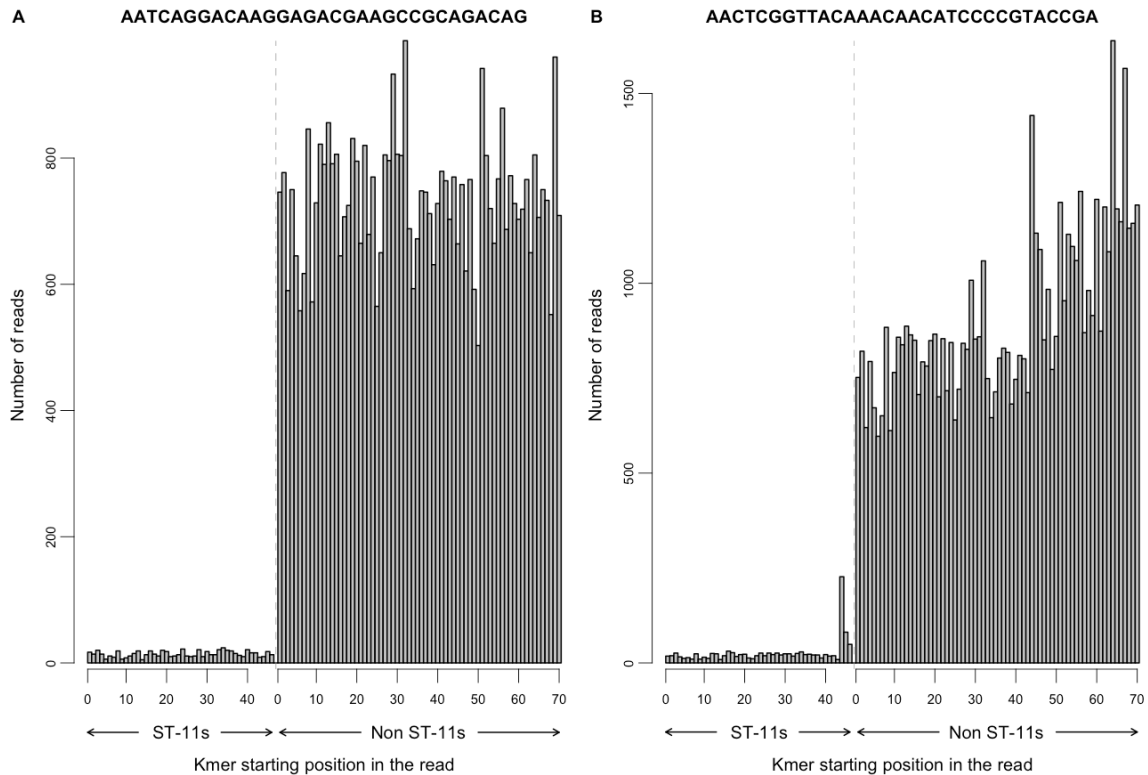 A AATCAGGACAAGGAGACGAAGCCGCAGACAG
Number of reads
800
600
400
200
0
0 10 20 30 40 0 10 20 30 40 50 60 70
ST-11s Non ST-11s
Kmer starting position in the read
B AACTCGGTTACAAACAACATCCCCGTACCGA
Number of reads
1500
1000
500
0
0 10 20 30 40 0 10 20 30 40 50 60 70
ST-11s Non ST-11s
Kmer starting position in the read